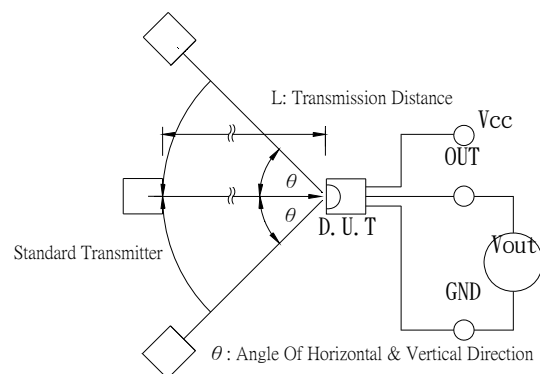 L: Transmission Distance
Vcc
OUT
θ
θ
D.U.T
Standard Transmitter
Vout
GND
θ: Angle Of Horizontal & Vertical Direction